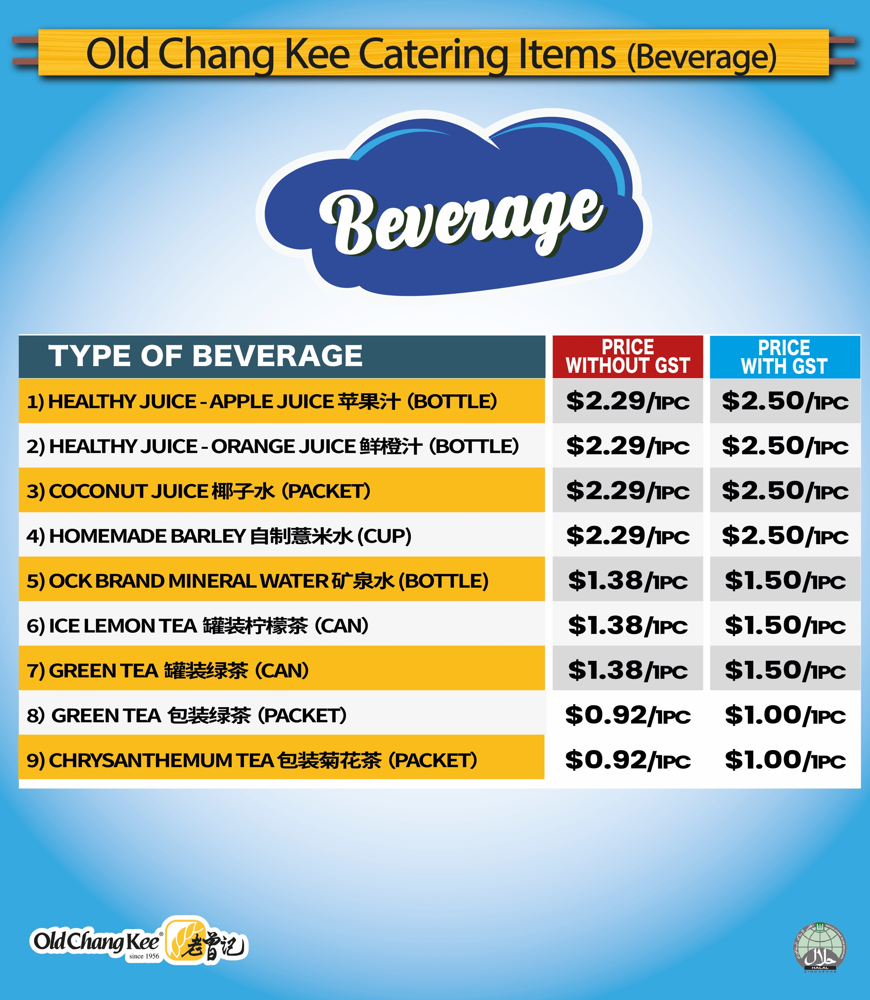 Old Chang Kee Catering Items (Beverage)
Beverage
TYPE OF BEVERAGE
PRICE
WITHOUT GST
PRICE
WITH GST
1) HEALTHY JUICE - APPLE JUICE 苹果汁 (BOTTLE) $2.29/1PC $2.50/1PC
2) HEALTHY JUICE - ORANGE JUICE 鲜橙汁 (BOTTLE) $2.29/1PC $2.50/1PC
3) COCONUT JUICE 椰子水 (PACKET) $2.29/1PC $2.50/1PC
4) HOMEMADE BARLEY 自制薏米水 (CUP) $2.29/1PC $2.50/1PC
5) OCK BRAND MINERAL WATER 矿泉水 (BOTTLE) $1.38/1PC $1.50/1PC
6) ICE LEMON TEA 罐装柠檬茶 (CAN) $1.38/1PC $1.50/1PC
7) GREEN TEA 罐装绿茶 (CAN) $1.38/1PC $1.50/1PC
8) GREEN TEA 包装绿茶 (PACKET) $0.92/1PC $1.00/1PC
9) CHRYSANTHEMUM TEA 包装菊花茶 (PACKET) $0.92/1PC $1.00/1PC
Old Chang Kee®
since 1956
老曾记
حلال
HALAL
SINGAPORE